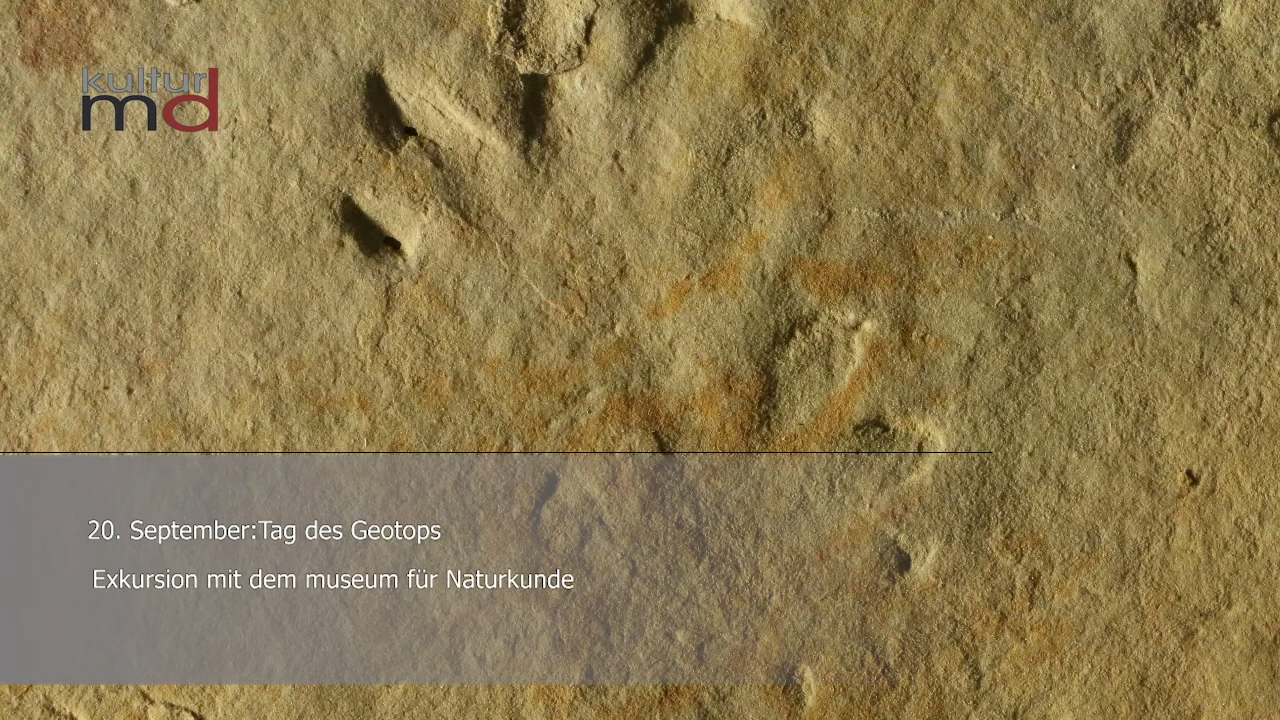 kultur
md
20. September:Tag des Geotops
Exkursion mit dem museum für Naturkunde